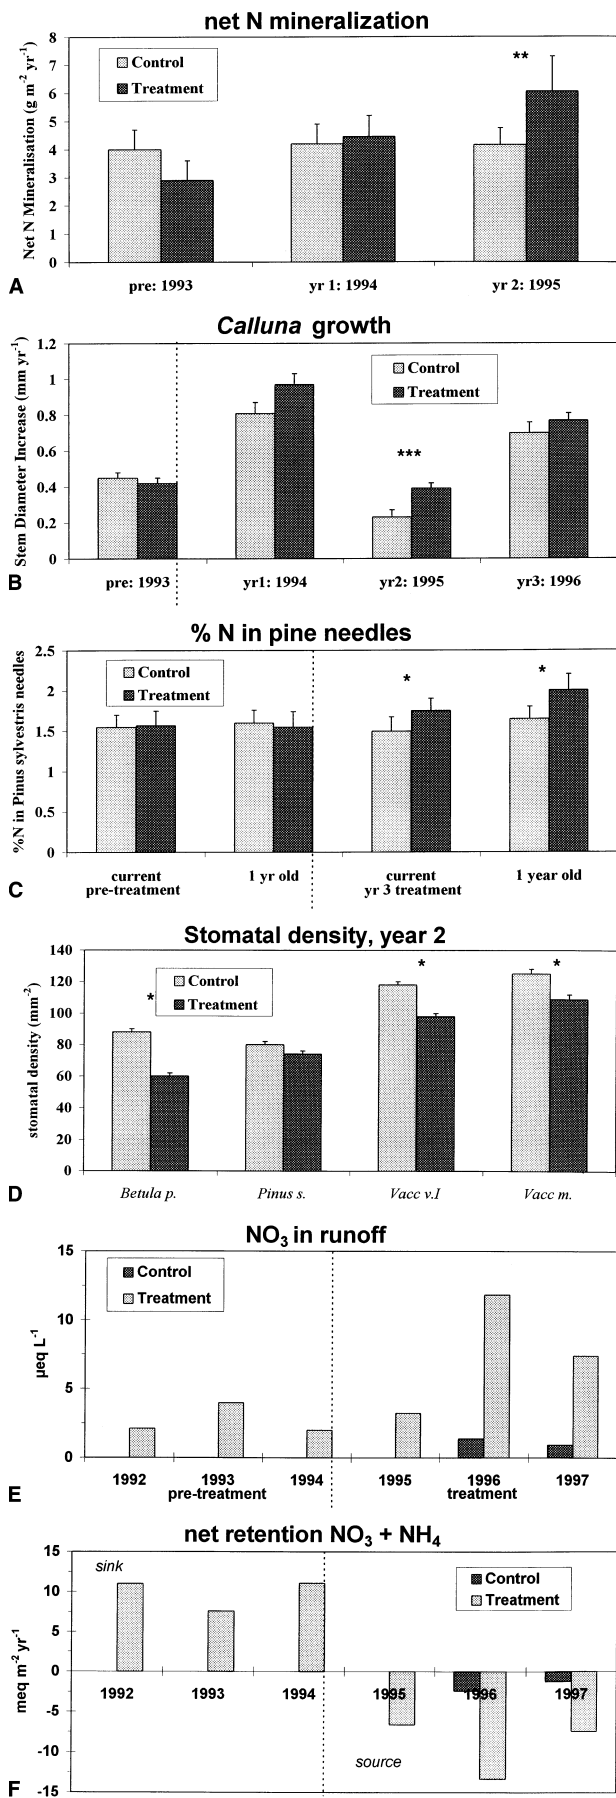 net N mineralization
Net N Mineralisation (g m-2 yr-1)
8
7
6
5
4
3
2
1
0
Control
Treatment
**
pre: 1993 yr 1: 1994 yr 2: 1995
A
Calluna growth
Stem Diameter Increase (mm yr-1)
1.2
1
0.8
0.6
0.4
0.2
0
Control
Treatment
***
pre: 1993 yr1: 1994 yr2: 1995 yr3: 1996
B
% N in pine needles
%N in Pinus sylvestris needles
2.5
2
1.5
1
0.5
0
Control
Treatment
* *
current 1 yr old current 1 year old
pre-treatment yr 3 treatment
C
Stomatal density, year 2
stomatal density (mm-2)
140
120
100
80
60
40
20
0
Control
Treatment
* * *
Betula p. Pinus s. Vacc v.I Vacc m.
D
NO3 in runoff
µeq L-1
15
10
5
0
Control
Treatment
1992 1993 1994 1995 1996 1997
pre-treatment treatment
E
net retention NO3 + NH4
meq m-2 yr-1
15
10
5
0
-5
-10
-15
sink
Control
Treatment
1992 1993 1994 1995 1996 1997
source
F